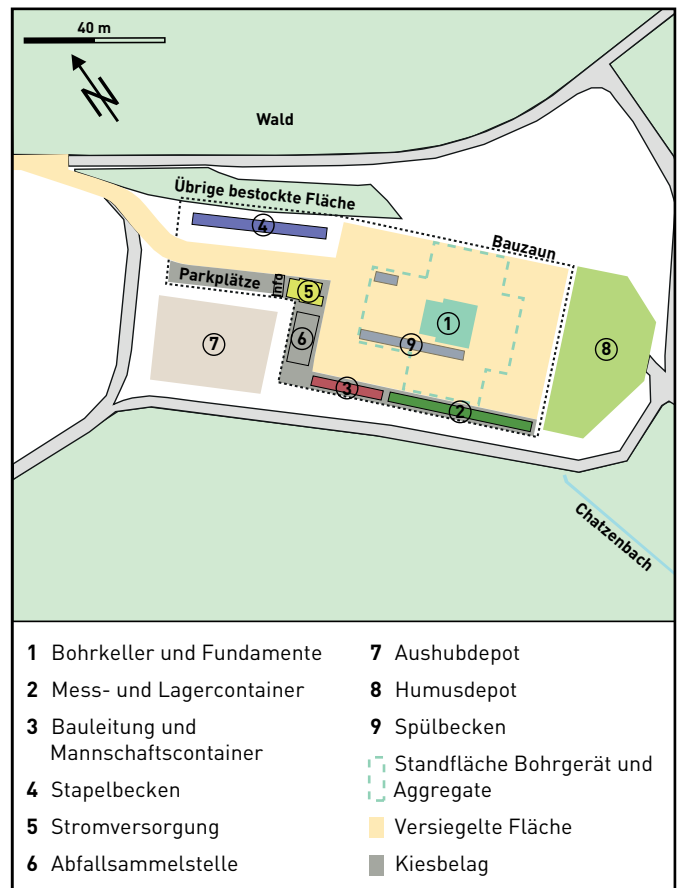 40 m
N
Wald
Übrige bestockte Fläche
4
Bauzaun
Parkplätze
Info
5
1
7
6
9
8
3
2
Chatzenbach
1 Bohrkeller und Fundamente
2 Mess- und Lagercontainer
3 Bauleitung und
Mannschaftscontainer
4 Stapelbecken
5 Stromversorgung
6 Abfallsammelstelle
7 Aushubdepot
8 Humusdepot
9 Spülbecken
Standfläche Bohrgerät und
Aggregate
Versiegelte Fläche
Kiesbelag